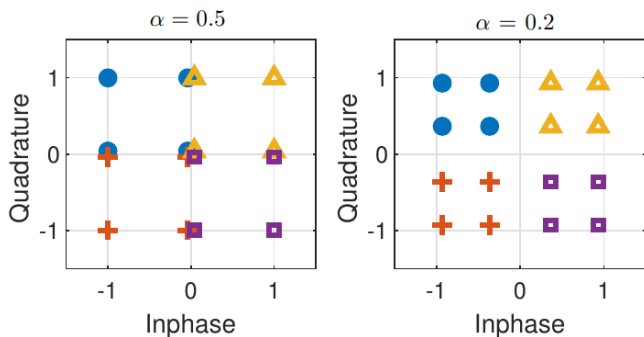 α = 0.5
1
0
-1
Quadrature
-1 0 1
Inphase
α = 0.2
1
0
-1
Quadrature
-1 0 1
Inphase